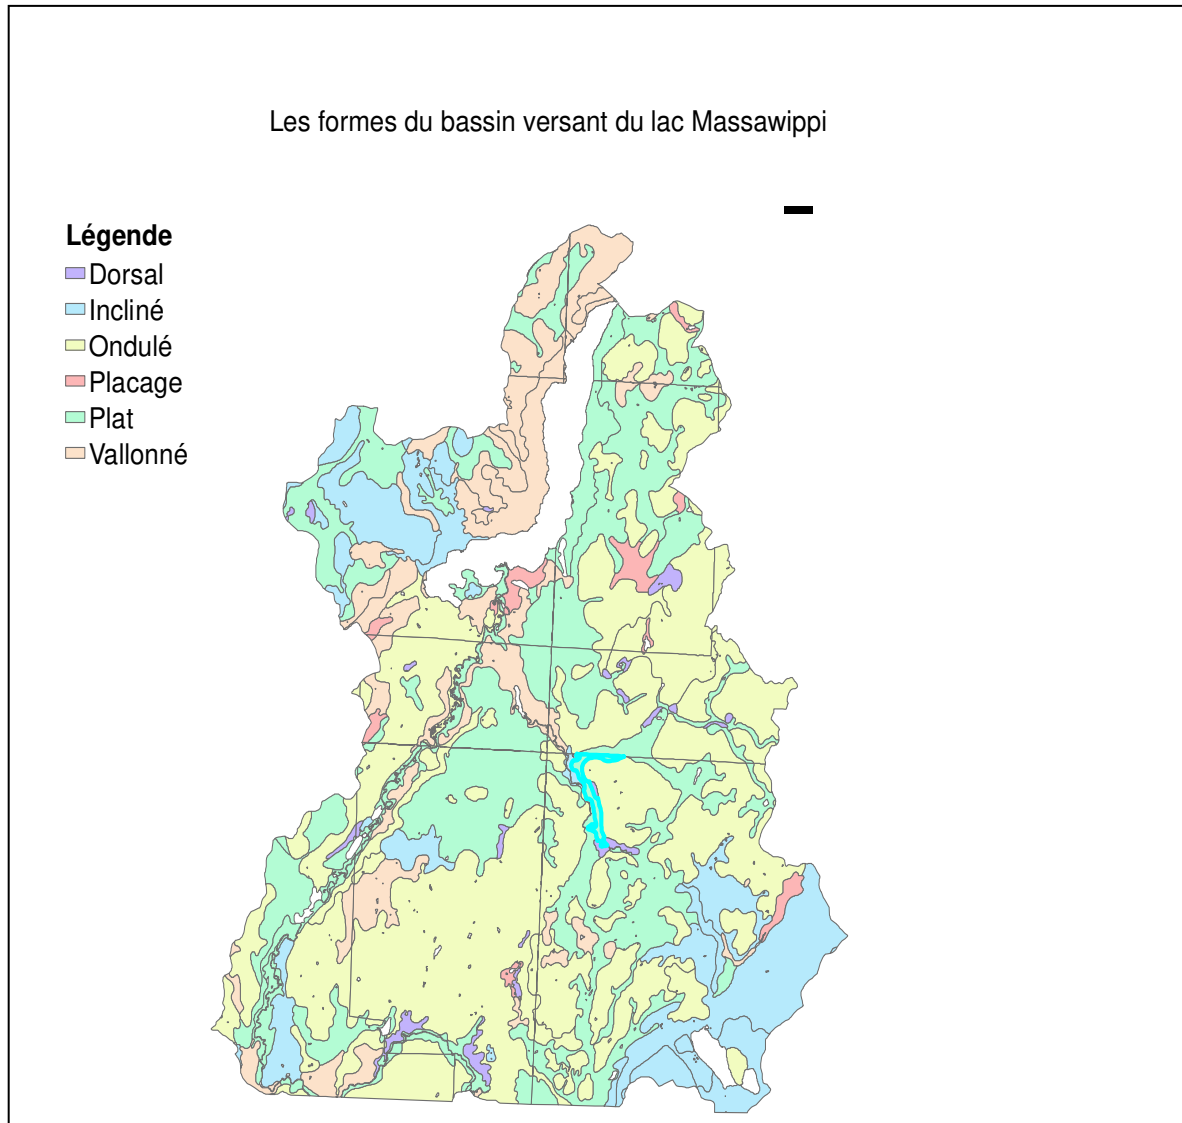 Les formes du bassin versant du lac Massawippi
Légende
Dorsal
Incliné
Ondulé
Placage
Plat
Vallonné